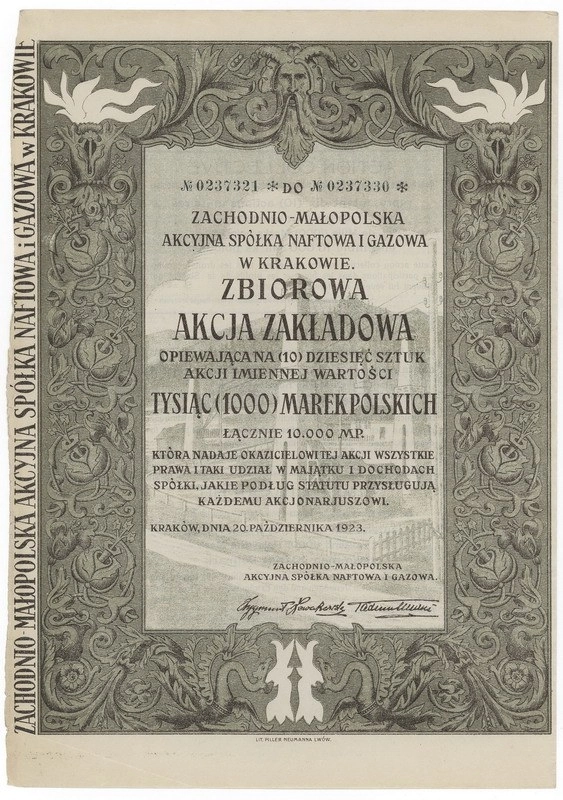 ZACHODNIO-MAŁOPOLSKA AKCYJNA SPÓŁKA NAFTOWA i GAZOWA w KRAKOWIE
№ 0237321 * DO № 0237330 *
ZACHODNIO-MAŁOPOLSKA
AKCYJNA SPÓŁKA NAFTOWA I GAZOWA
W KRAKOWIE.
ZBIOROWA
AKCJA ZAKŁADOWA
OPIEWAJĄCA NA (10) DZIESIĘĆ SZTUK
AKCJI IMIENNEJ WARTOŚCI
TYSIĄC (1000) MAREK POLSKICH
ŁĄCZNIE 10.000 MP.
KTÓRA NADAJE OKAZICIELOWI TEJ AKCJI WSZYSTKIE
PRAWA I TAKI UDZIAŁ W MAJĄTKU I DOCHODACH
SPÓŁKI, JAKIE PODŁUG STATUTU PRZYSŁUGUJĄ
KAŻDEMU AKCJONARJUSZOWI.
KRAKÓW, DNIA 20. PAŹDZIERNIKA 1923.
ZACHODNIO-MAŁOPOLSKA
AKCYJNA SPÓŁKA NAFTOWA I GAZOWA.
Zygmunt
LIT. PILLER-NEUMANNA LWÓW.